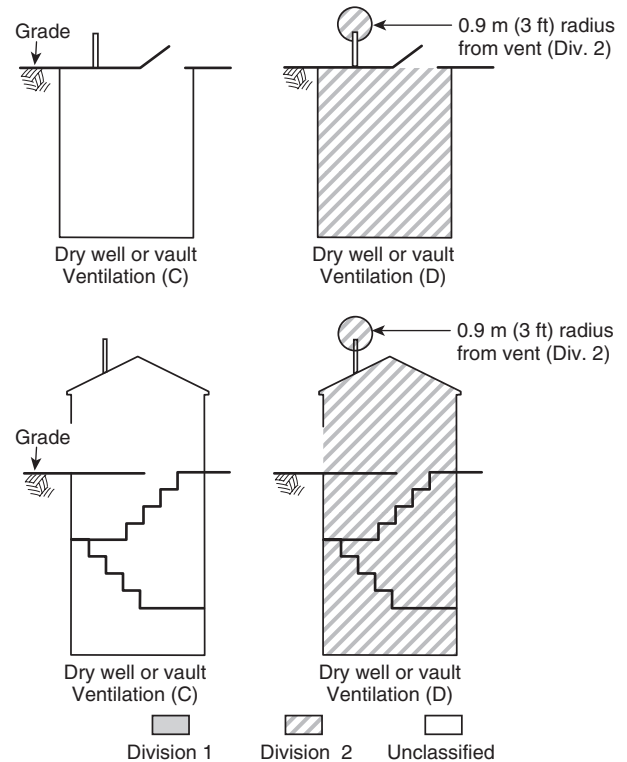 Grade
0.9 m (3 ft) radius
from vent (Div. 2)
Dry well or vault
Ventilation (C)
Dry well or vault
Ventilation (D)
0.9 m (3 ft) radius
from vent (Div. 2)
Grade
Dry well or vault
Ventilation (C)
Dry well or vault
Ventilation (D)
Division 1
Division 2
Unclassified